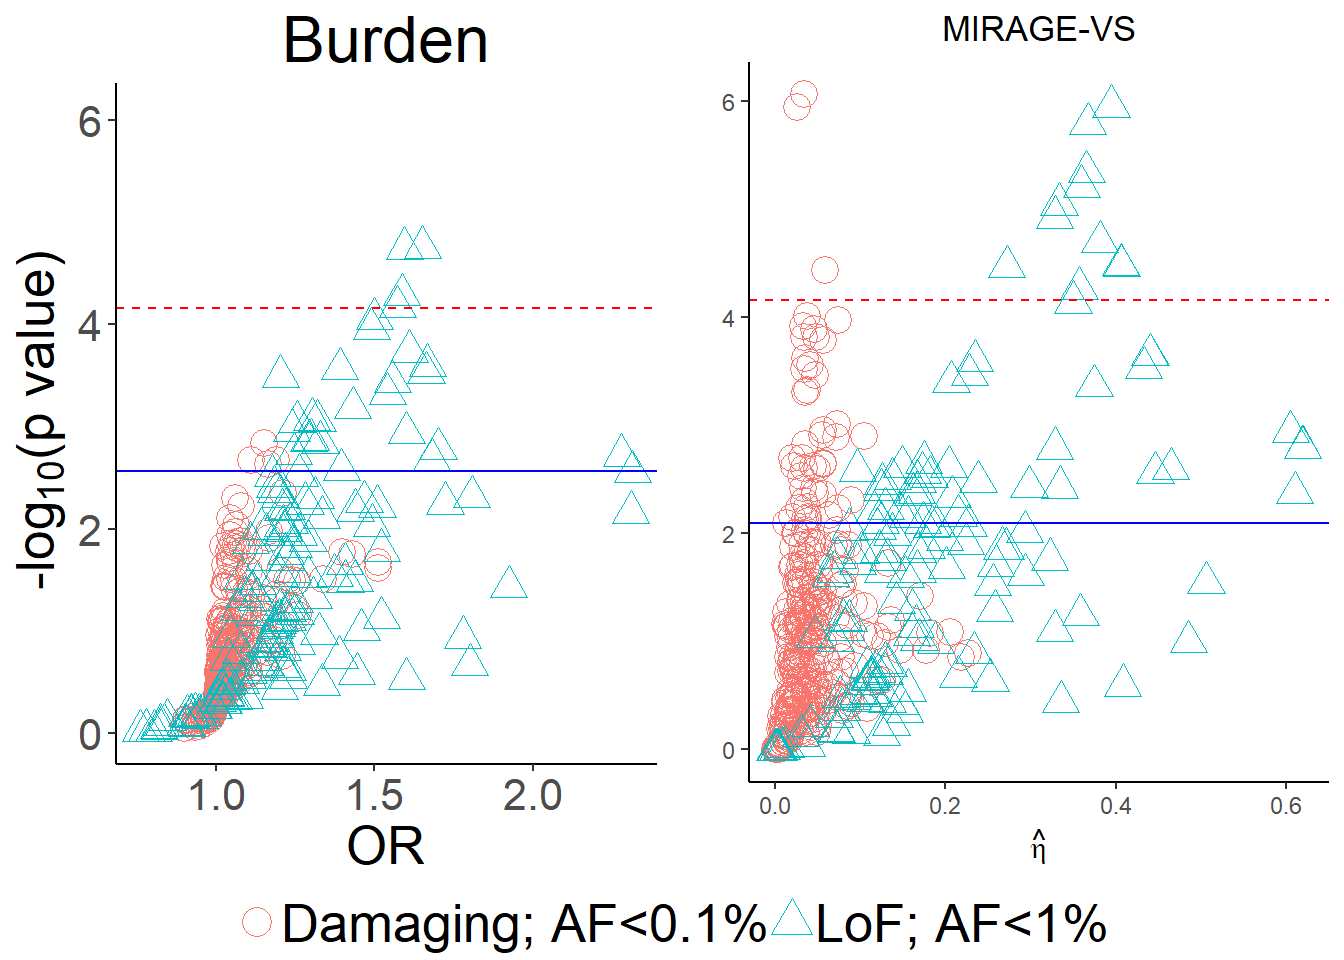 Burden
MIRAGE-VS
-log10(p value)
6
4
2
0
1.0 1.5 2.0
OR
6
4
2
0
0.0 0.2 0.4 0.6
η̂
Damaging; AF<0.1% LoF; AF<1%